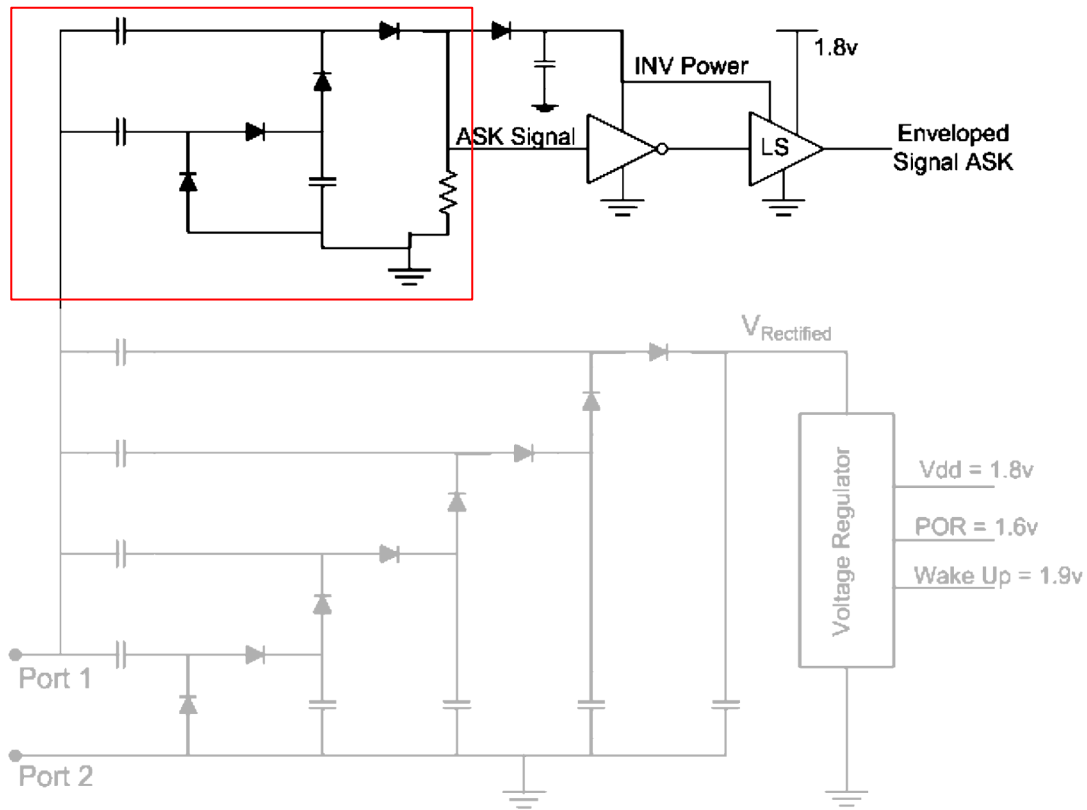 1.8v
INV Power
ASK Signal
LS
Enveloped
Signal ASK
VRectified
Voltage Regulator
Vdd = 1.8v
POR = 1.6v
Wake Up = 1.9v
Port 1
Port 2